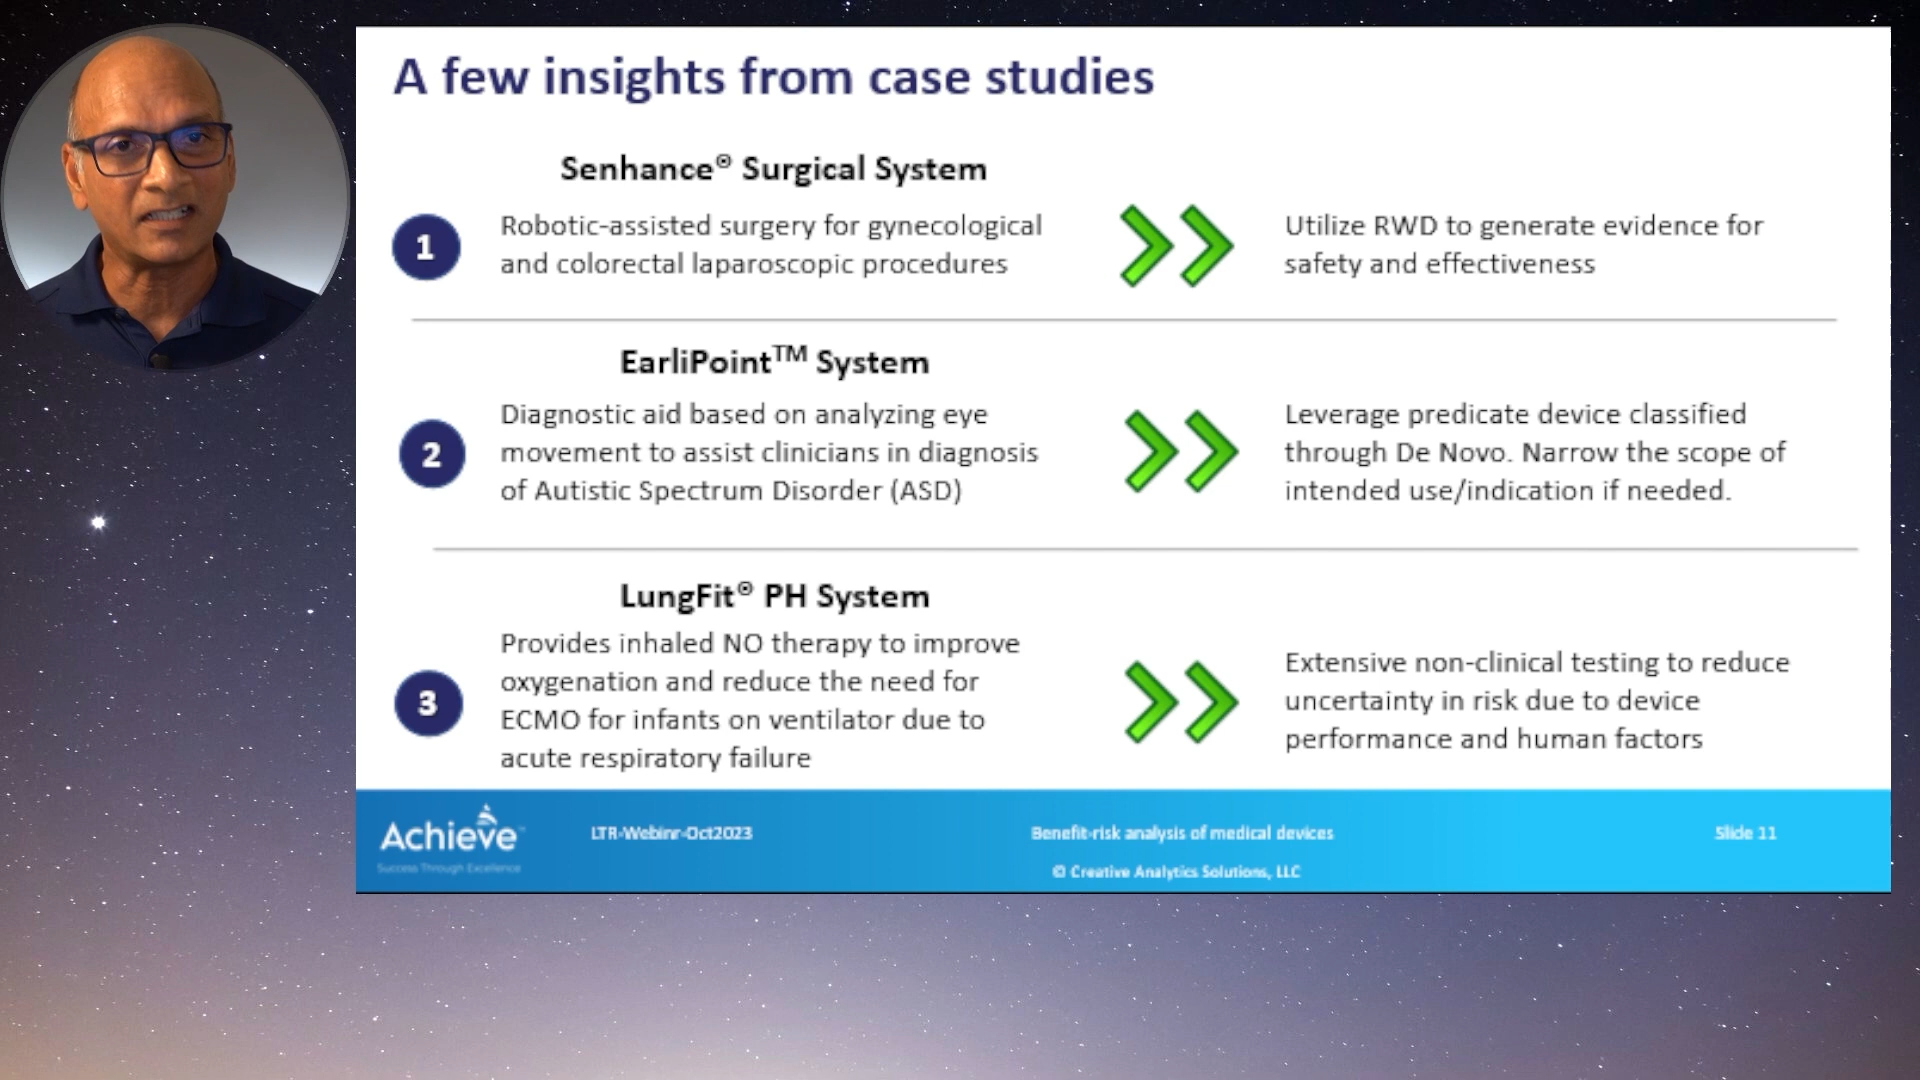 A few insights from case studies
Senhance® Surgical System
1
Robotic-assisted surgery for gynecological
and colorectal laparoscopic procedures
Utilize RWD to generate evidence for
safety and effectiveness
EarliPoint™ System
2
Diagnostic aid based on analyzing eye
movement to assist clinicians in diagnosis
of Autistic Spectrum Disorder (ASD)
Leverage predicate device classified
through De Novo. Narrow the scope of
intended use/indication if needed.
LungFit® PH System
3
Provides inhaled NO therapy to improve
oxygenation and reduce the need for
ECMO for infants on ventilator due to
acute respiratory failure
Extensive non-clinical testing to reduce
uncertainty in risk due to device
performance and human factors
Achieve™
Success Through Excellence
LTR-Webinr-Oct2023
Benefit-risk analysis of medical devices
© Creative Analytics Solutions, LLC
Slide 11